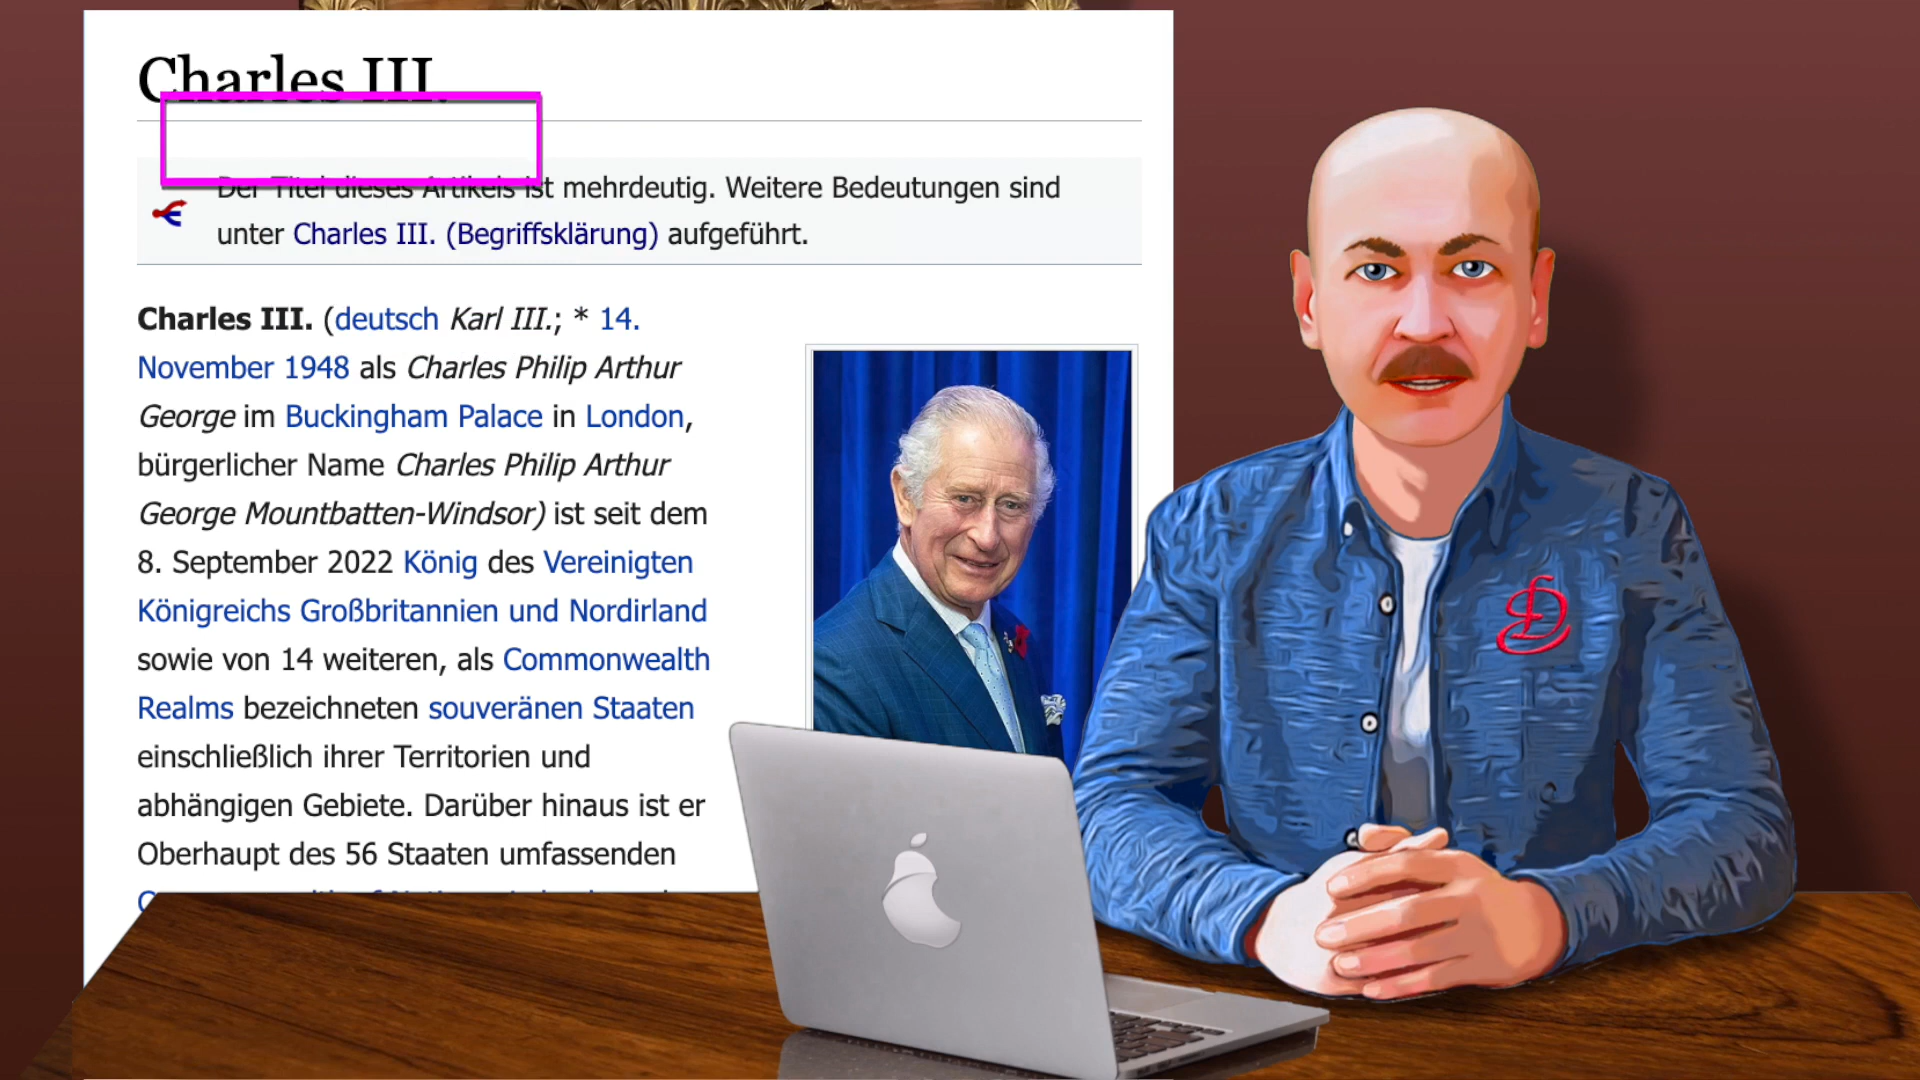 Charles III.
Der Titel dieses Artikels ist mehrdeutig. Weitere Bedeutungen sind
unter Charles III. (Begriffsklärung) aufgeführt.
Charles III. (deutsch Karl III.; * 14.
November 1948 als Charles Philip Arthur
George im Buckingham Palace in London,
bürgerlicher Name Charles Philip Arthur
George Mountbatten-Windsor) ist seit dem
8. September 2022 König des Vereinigten
Königreichs Großbritannien und Nordirland
sowie von 14 weiteren, als Commonwealth
Realms bezeichneten souveränen Staaten
einschließlich ihrer Territorien und
abhängigen Gebiete. Darüber hinaus ist er
Oberhaupt des 56 Staaten umfassenden